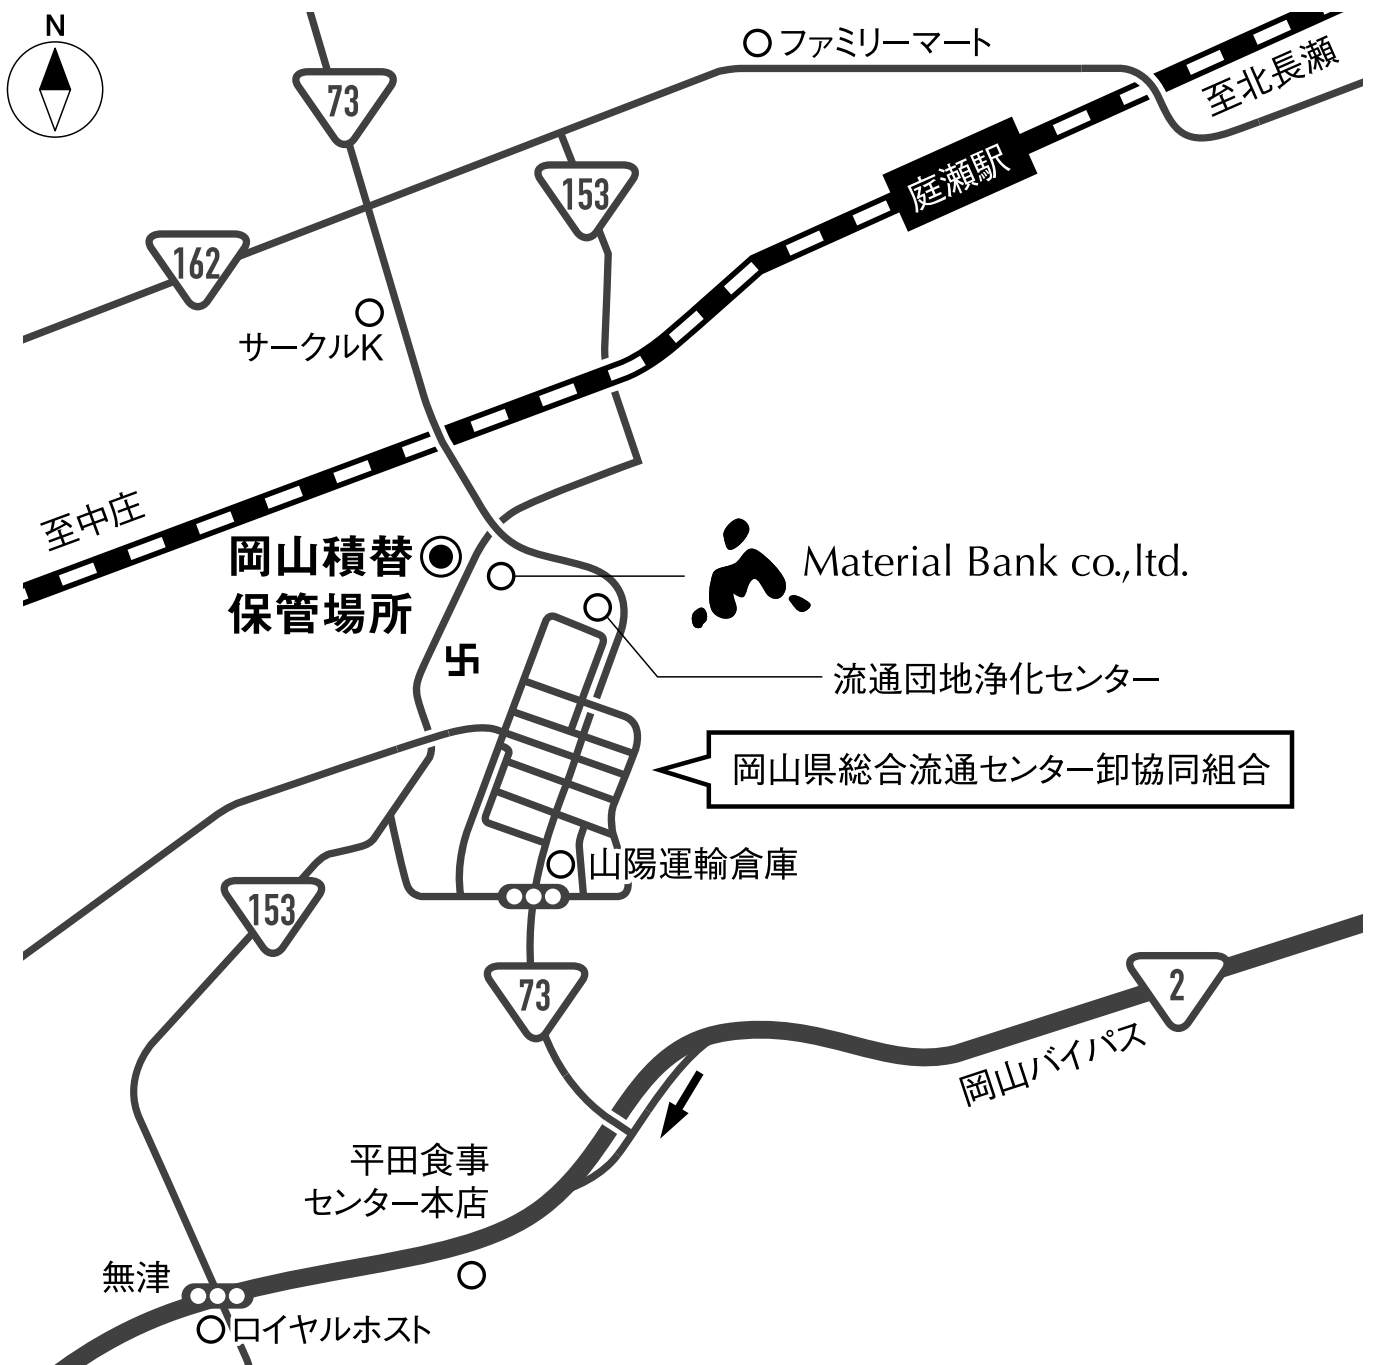 N
ファミリーマート
73
至北長瀬
153
庭瀬駅
162
サークルK
至中庄
岡山積替
保管場所
Material Bank co.,ltd.
卍
流通団地浄化センター
岡山県総合流通センター卸協同組合
山陽運輸倉庫
153
73
2
岡山バイパス
平田食事
センター本店
無津
ロイヤルホスト